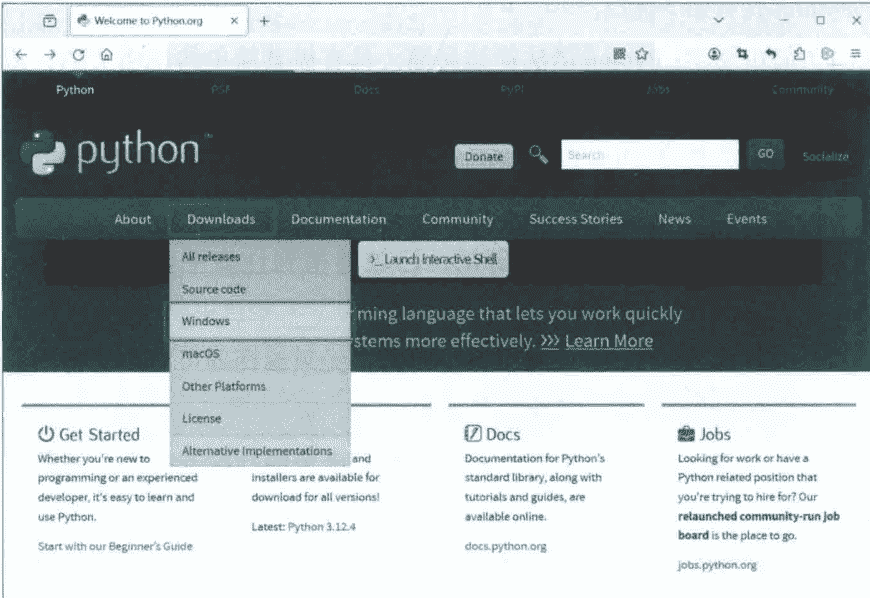 Welcome to Python.org
Python PSF Docs PyPI Jobs Community
python
Donate Search GO Socialize
About Downloads Documentation Community Success Stories News Events
All releases
>_ Launch Interactive Shell
Source code
Windows
ming language that lets you work quickly
stems more effectively. >>> Learn More
macOS
Other Platforms
License
Alternative Implementations
Get Started
Whether you're new to
programming or an experienced
developer, it's easy to learn and
use Python.
Start with our Beginner's Guide
and
installers are available for
download for all versions!
Latest: Python 3.12.4
Docs
Documentation for Python's
standard library, along with
tutorials and guides, are
available online.
docs.python.org
Jobs
Looking for work or have a
Python related position that
you're trying to hire for? Our
relaunched community-run job
board is the place to go.
jobs.python.org